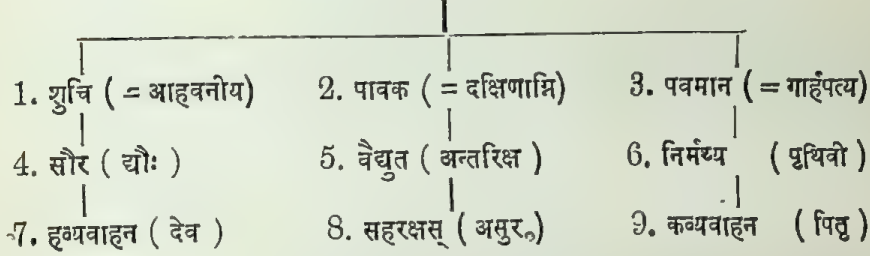 1. शुचि ( = आहवनीय) 2. पावक ( = दक्षिणाग्नि) 3. पवमान ( = गार्हपत्य)
4. सौर ( द्यौः ) 5. वैद्युत ( अन्तरिक्ष ) 6. निर्मथ्य ( पृथिवी )
7. हव्यवाहन ( देव ) 8. सहरक्षस् ( असुर॰) 9. कव्यवाहन ( पितृ )